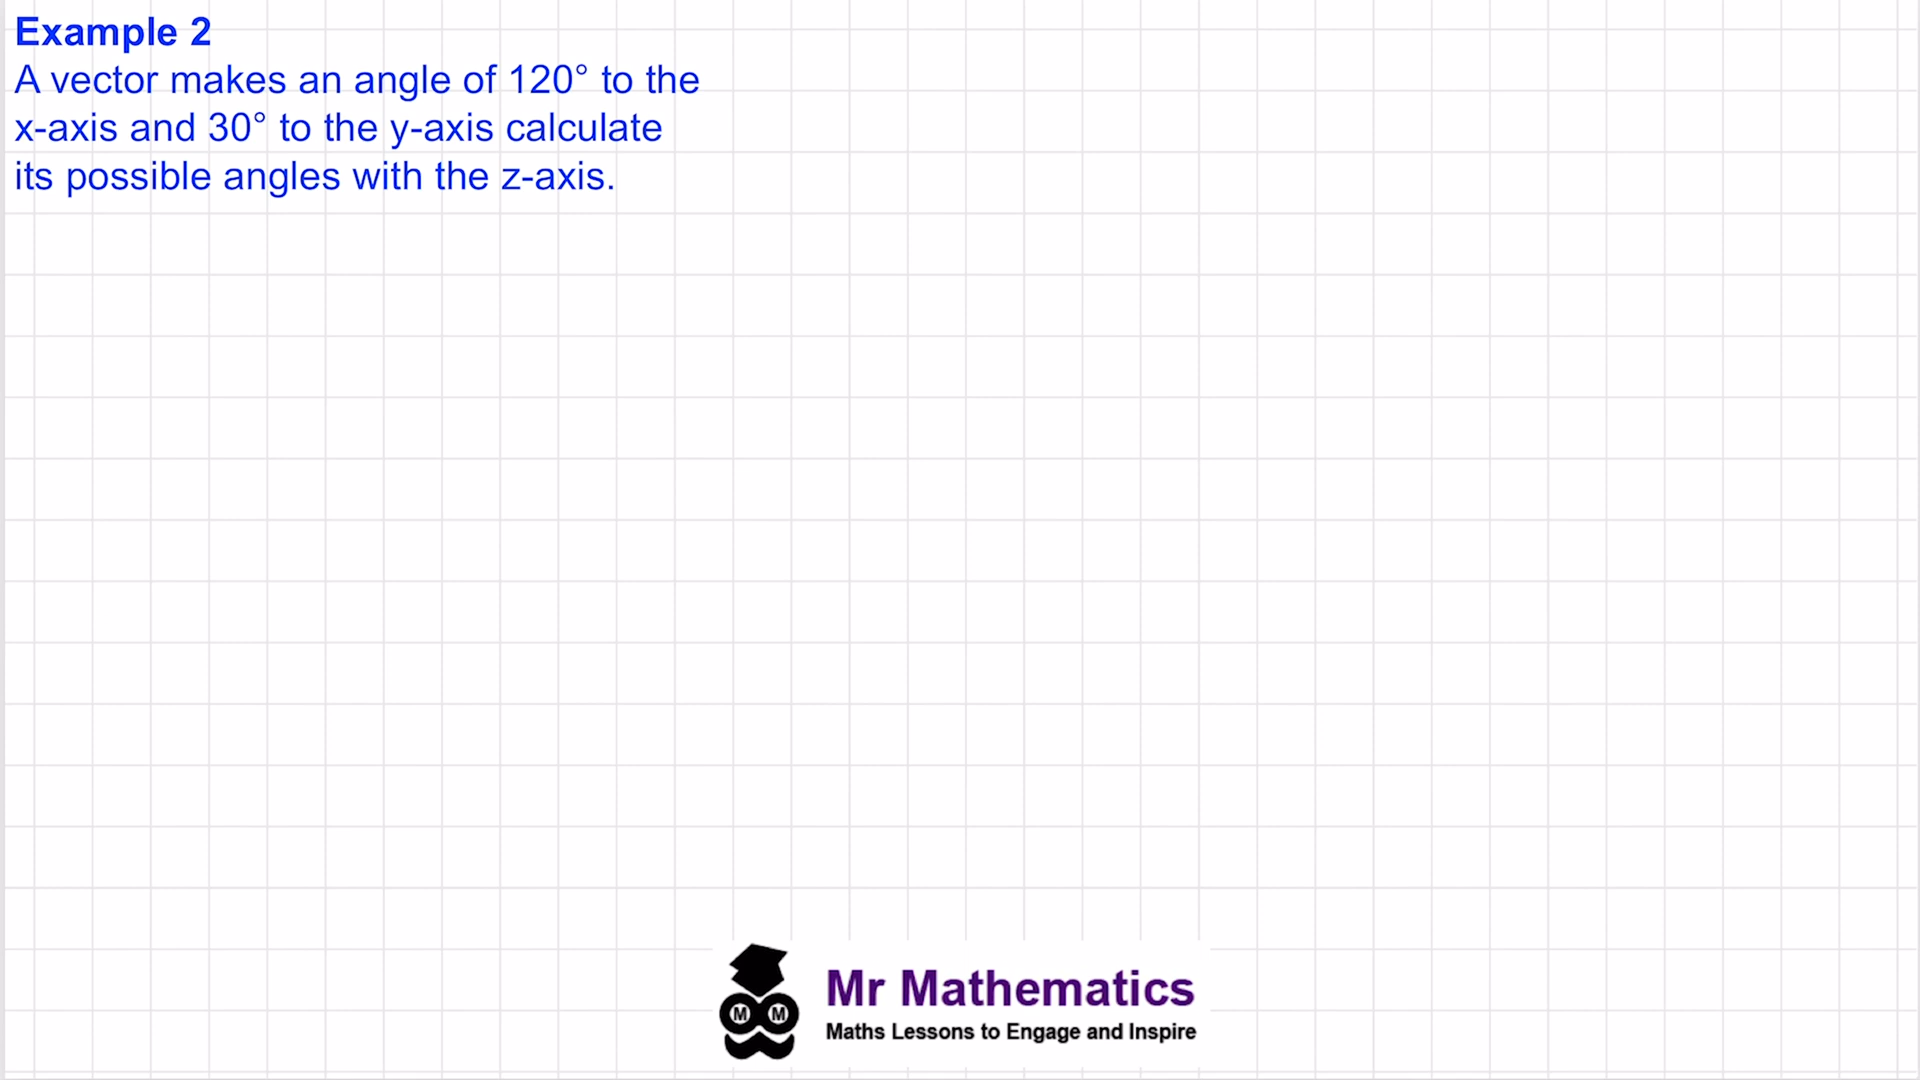 Example 2
A vector makes an angle of 120° to the
x-axis and 30° to the y-axis calculate
its possible angles with the z-axis.
M M
Mr Mathematics
Maths Lessons to Engage and Inspire